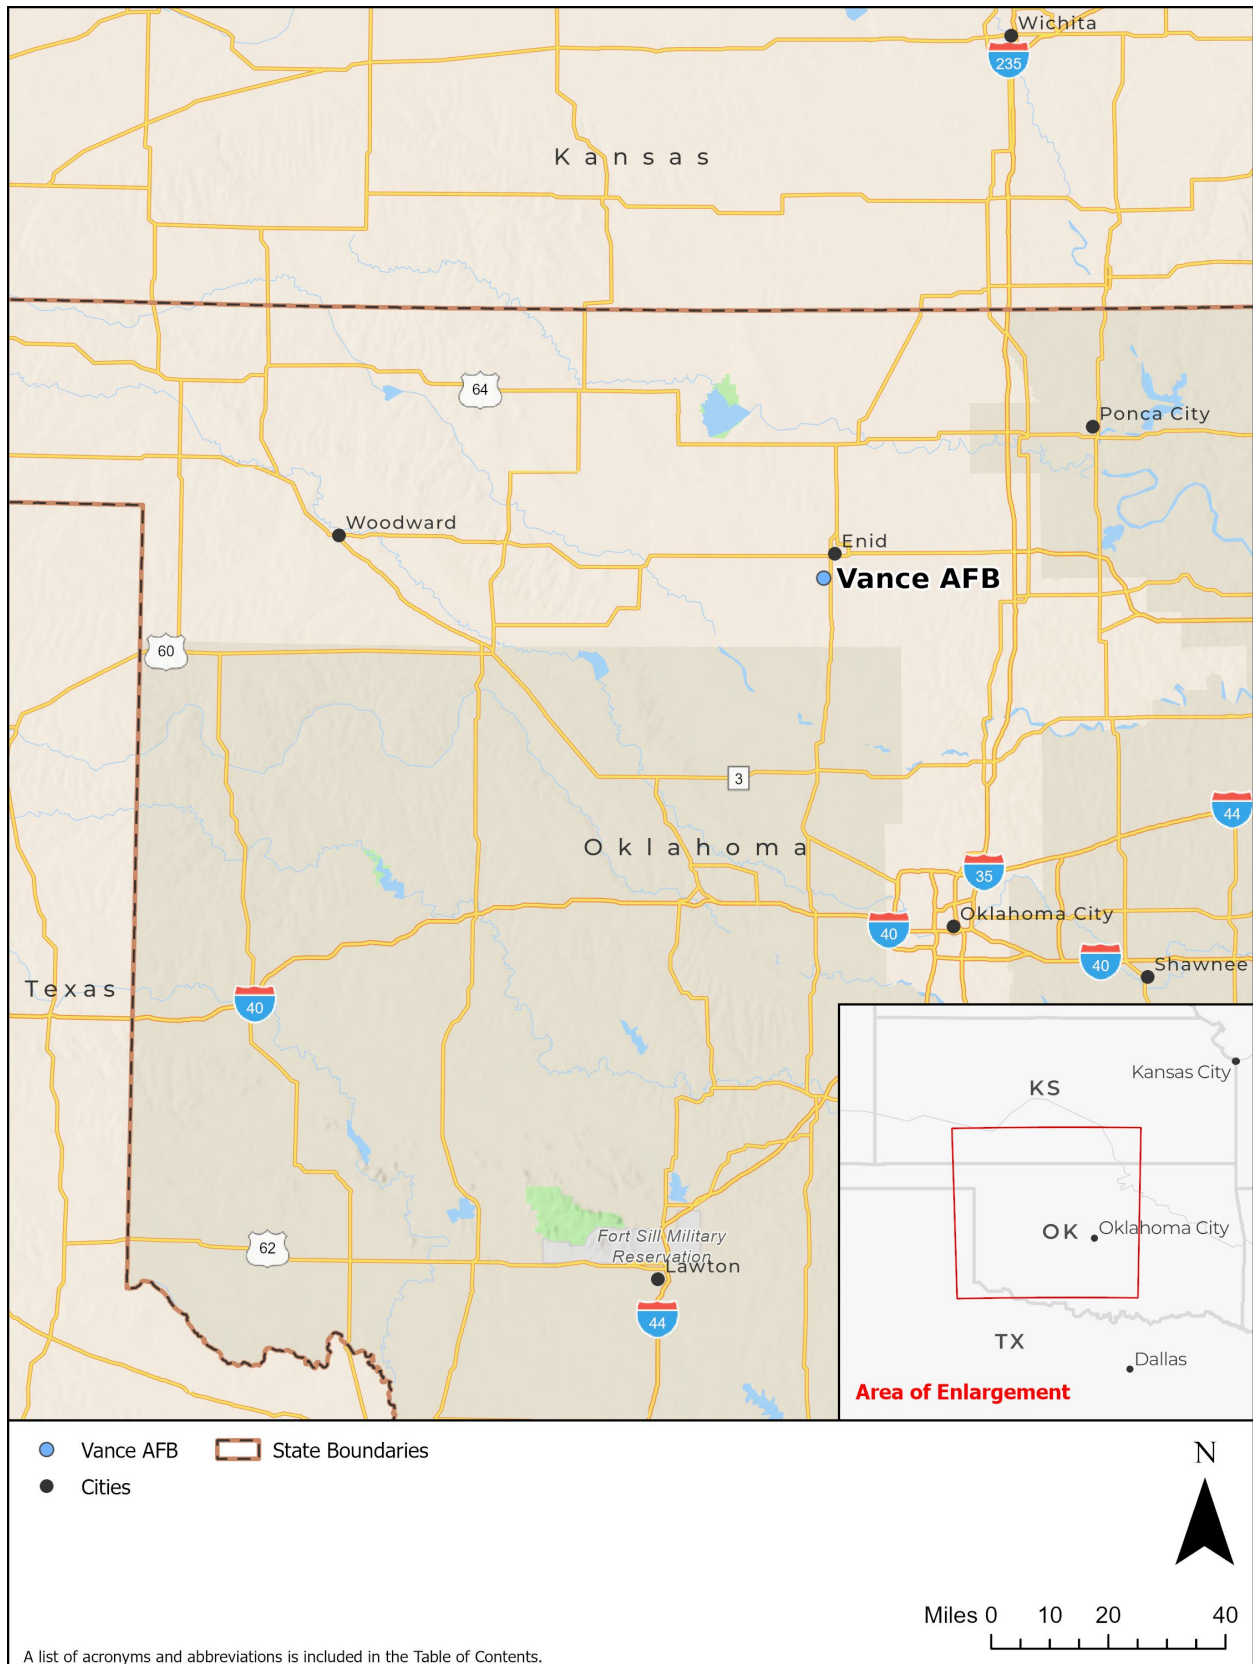 Wichita
235
Kansas
64
Ponca City
Woodward
Enid
Vance AFB
60
3
44
Oklahoma
35
Oklahoma City
40
40
Shawnee
Texas
40
Kansas City
KS
OK
Oklahoma City
62
Fort Sill Military
Reservation
Lawton
44
TX
Dallas
Area of Enlargement
Vance AFB
State Boundaries
Cities
N
Miles 0 10 20 40
A list of acronyms and abbreviations is included in the Table of Contents.